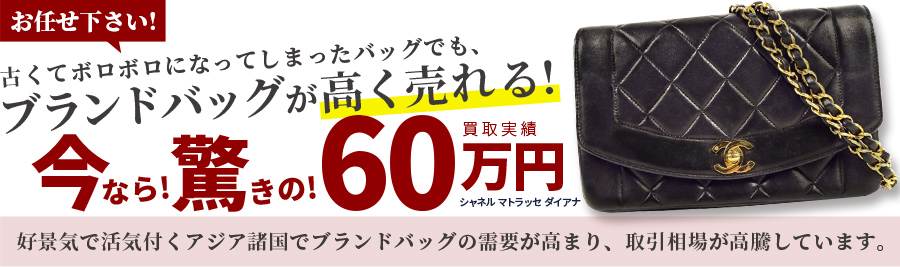 お任せ下さい!
古くてボロボロになってしまったバッグでも、
ブランドバッグが高く売れる!
今なら!驚きの!60万円
買取実績
シャネル マトラッセ ダイアナ
好景気で活気付くアジア諸国でブランドバッグの需要が高まり、取引相場が高騰しています。